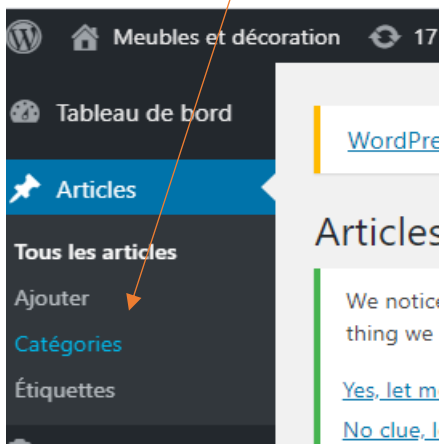 Meubles et décoration 17
Tableau de bord
Articles
Tous les articles
Ajouter
Catégories
Étiquettes
WordPre
Articles
We notice
thing we
Yes, let m
No clue, l